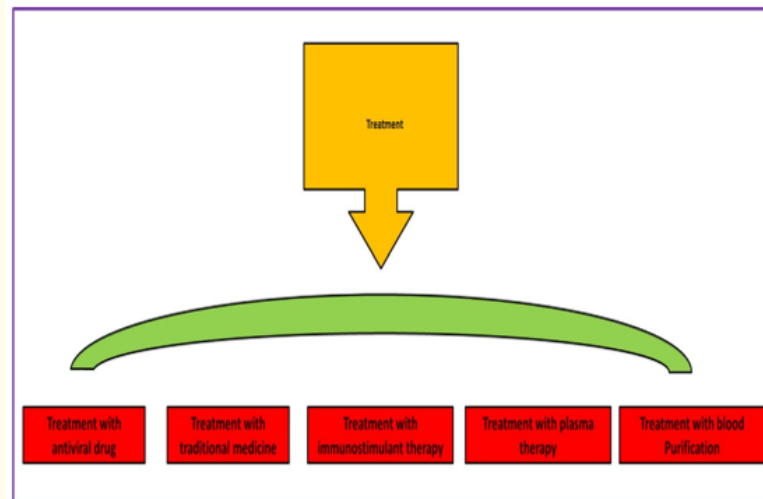 Treatment
Treatment with
antiviral drug
Treatment with
traditional medicine
Treatment with
immunostimulant therapy
Treatment with plasma
therapy
Treatment with blood
Purification